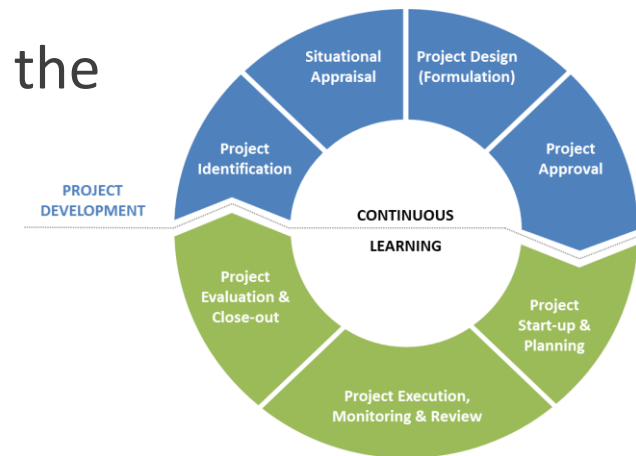 the
Situational
Appraisal
Project Design
(Formulation)
Project
Identification
Project
Approval
PROJECT
DEVELOPMENT
CONTINUOUS
LEARNING
Project
Evaluation &
Close-out
Project
Start-up &
Planning
Project Execution,
Monitoring & Review